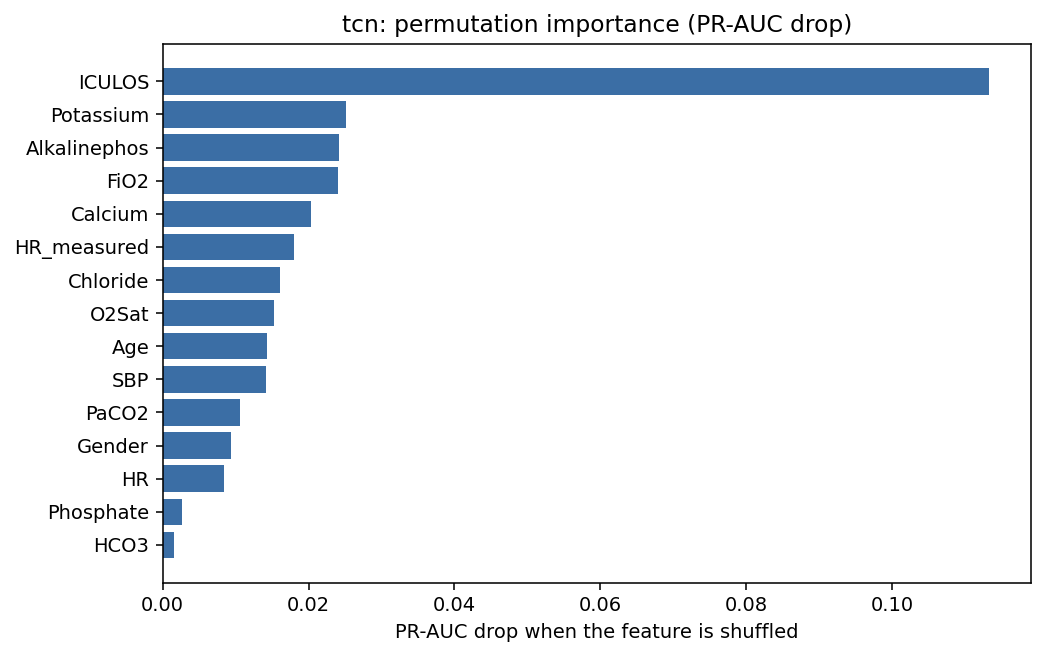 tcn: permutation importance (PR-AUC drop)
ICULOS
Potassium
Alkalinephos
FiO2
Calcium
HR_measured
Chloride
O2Sat
Age
SBP
PaCO2
Gender
HR
Phosphate
HCO3
0.00 0.02 0.04 0.06 0.08 0.10
PR-AUC drop when the feature is shuffled